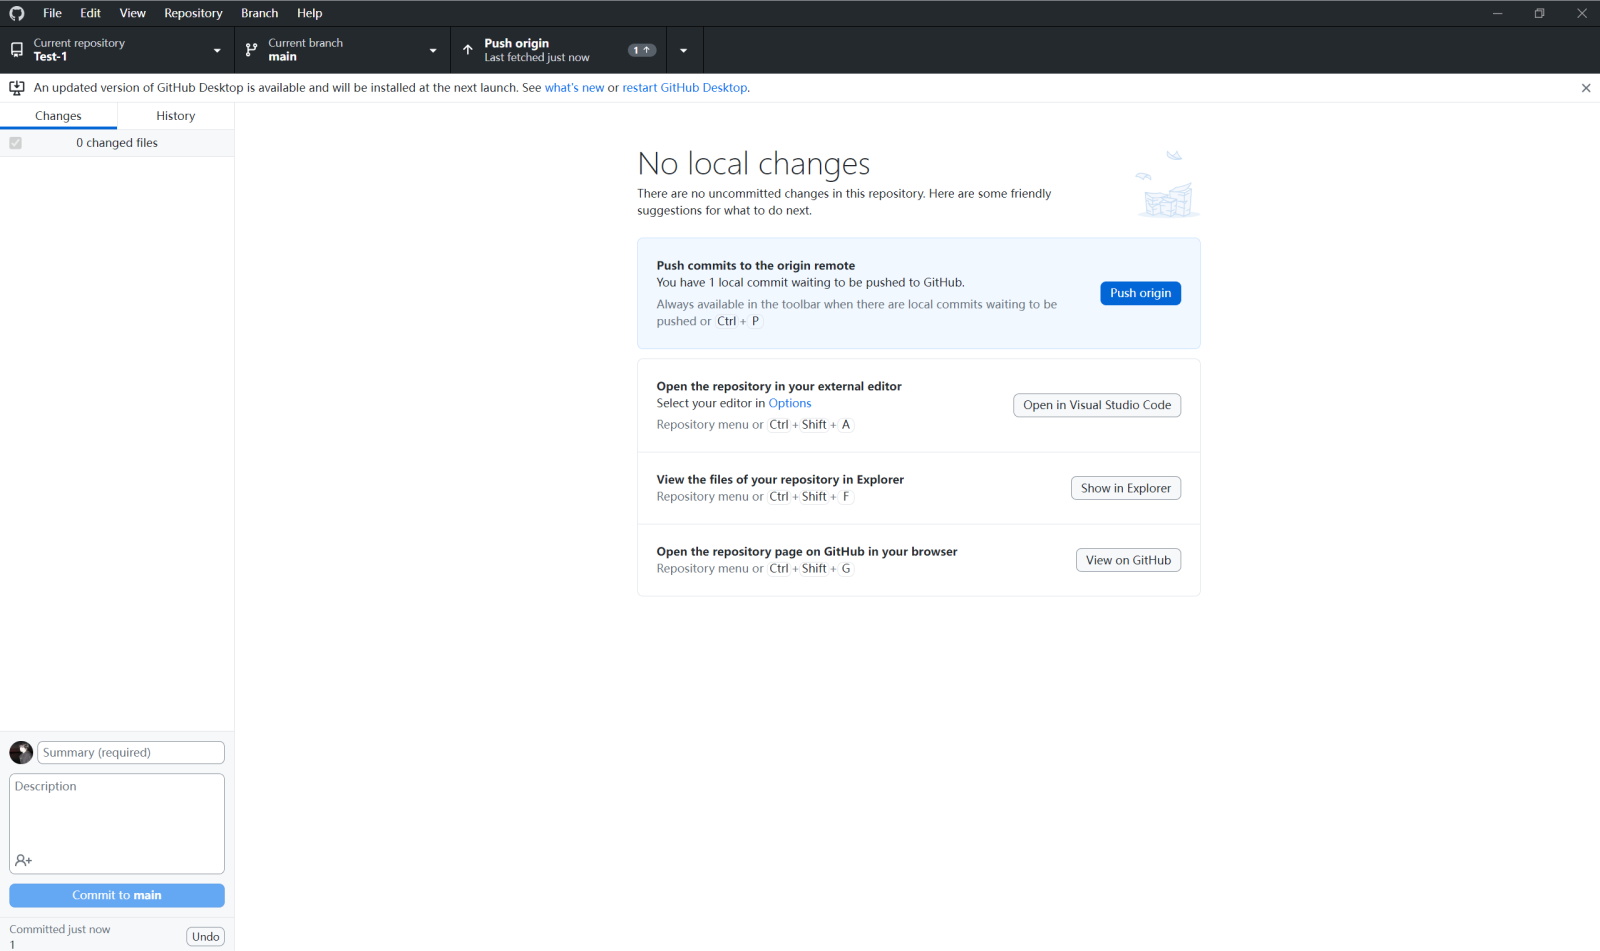 File Edit View Repository Branch Help
Current repository
Test-1
Current branch
main
Push origin
Last fetched just now
1
An updated version of GitHub Desktop is available and will be installed at the next launch. See what's new or restart GitHub Desktop.
Changes
History
0 changed files
No local changes
There are no uncommitted changes in this repository. Here are some friendly
suggestions for what to do next.
Push commits to the origin remote
You have 1 local commit waiting to be pushed to GitHub.
Always available in the toolbar when there are local commits waiting to be
pushed or Ctrl + P
Push origin
Open the repository in your external editor
Select your editor in Options
Repository menu or Ctrl + Shift + A
Open in Visual Studio Code
View the files of your repository in Explorer
Repository menu or Ctrl + Shift + F
Show in Explorer
Open the repository page on GitHub in your browser
Repository menu or Ctrl + Shift + G
View on GitHub
Summary (required)
Description
Commit to main
Committed just now
1
Undo